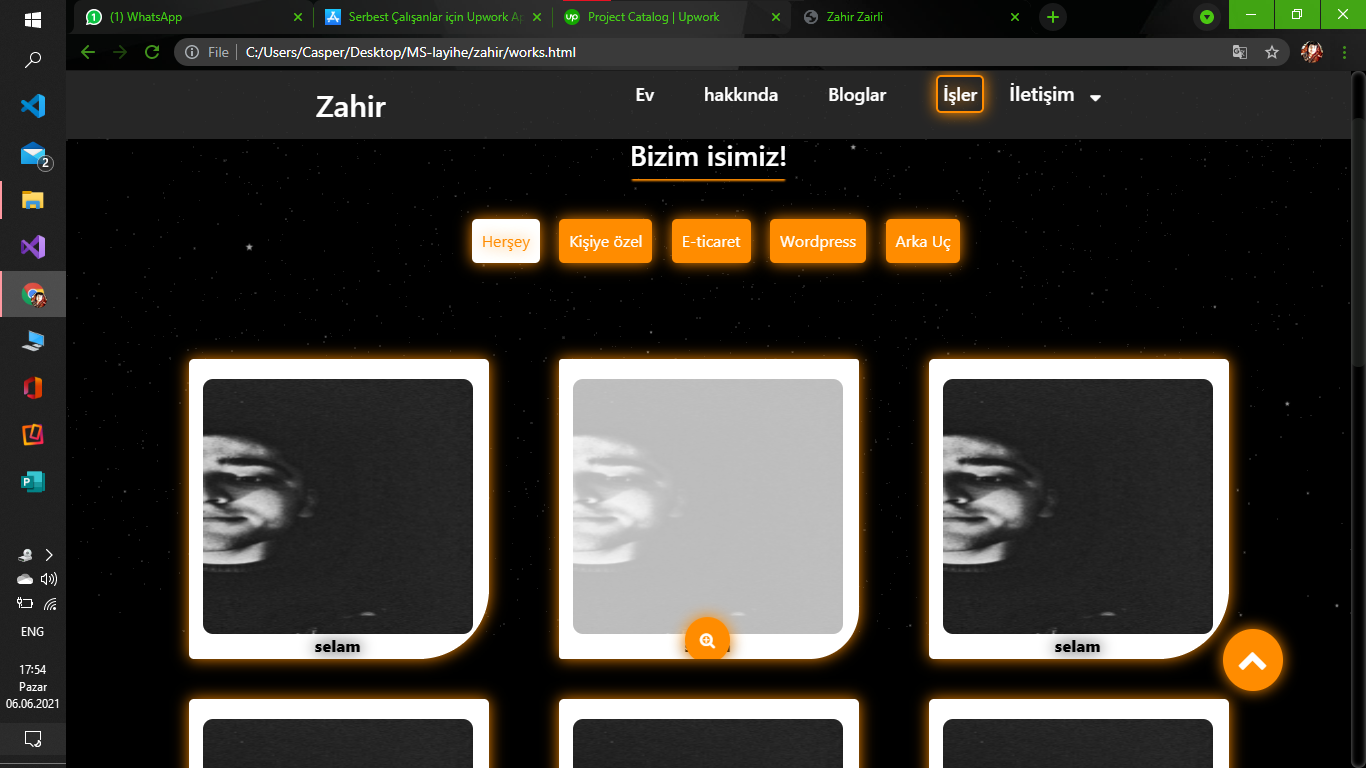 (1) WhatsApp
Serbest Çalışanlar için Upwork Ap
Project Catalog | Upwork
Zahir Zairli
File
C:/Users/Casper/Desktop/MS-layihe/zahir/works.html
Zahir
Ev
hakkında
Bloglar
İşler
İletişim
Bizim isimiz!
Herşey
Kişiye özel
E-ticaret
Wordpress
Arka Uç
selam
selam
2
ENG
17:54
Pazar
06.06.2021